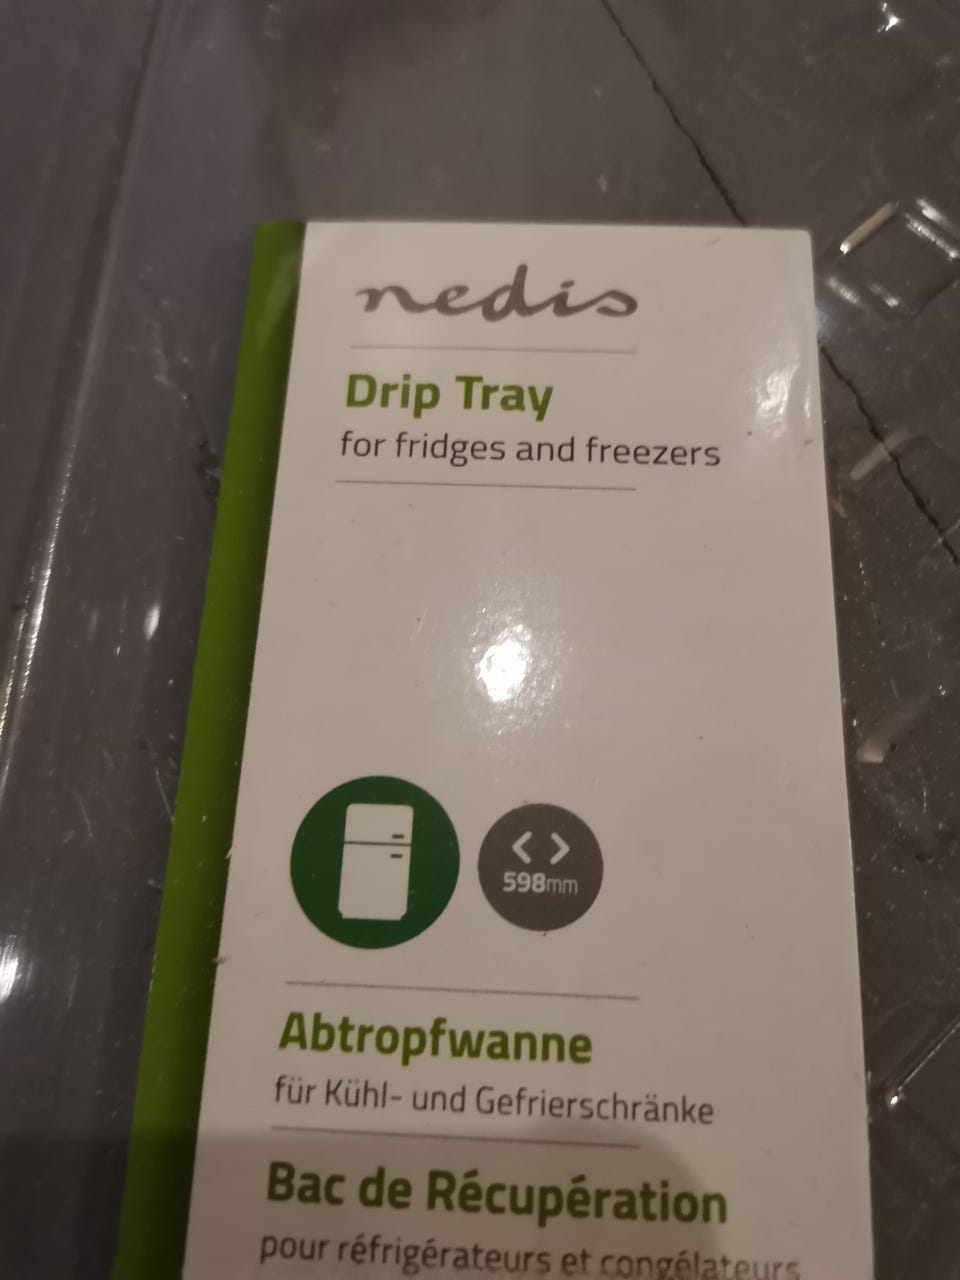 nedis
Drip Tray
for fridges and freezers
598mm
Abtropfwanne
für Kühl- und Gefrierschränke
Bac de Récupération
pour réfrigérateurs et congélateurs